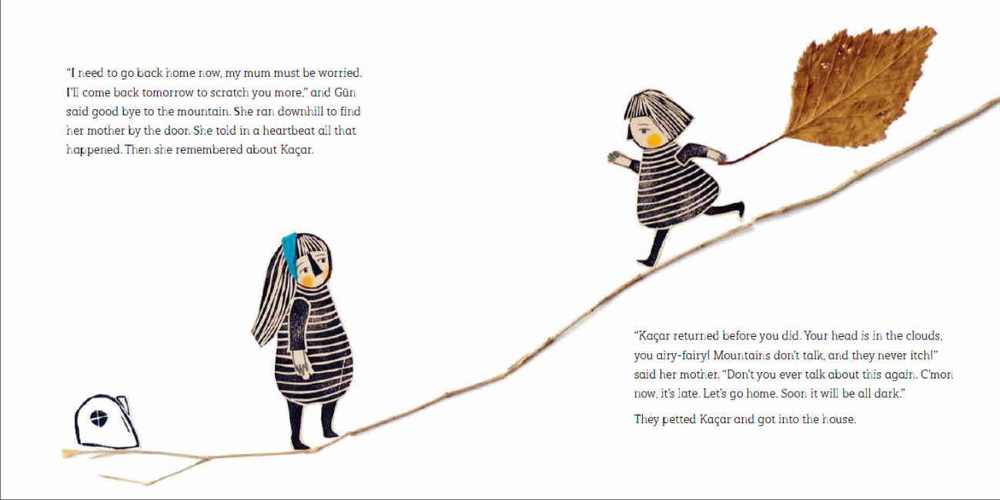 “I need to go back home now, my mum must be worried.
I’ll come back tomorrow to scratch you more,” and Gün
said good bye to the mountain. She ran downhill to find
her mother by the door. She told in a heartbeat all that
happened. Then she remembered about Kaçar.
“Kaçar returned before you did. Your head is in the clouds,
you airy-fairy! Mountains don’t talk, and they never itch!”
said her mother. “Don’t you ever talk about this again. C’mon
now, it’s late. Let’s go home. Soon it will be all dark.”
They petted Kaçar and got into the house.